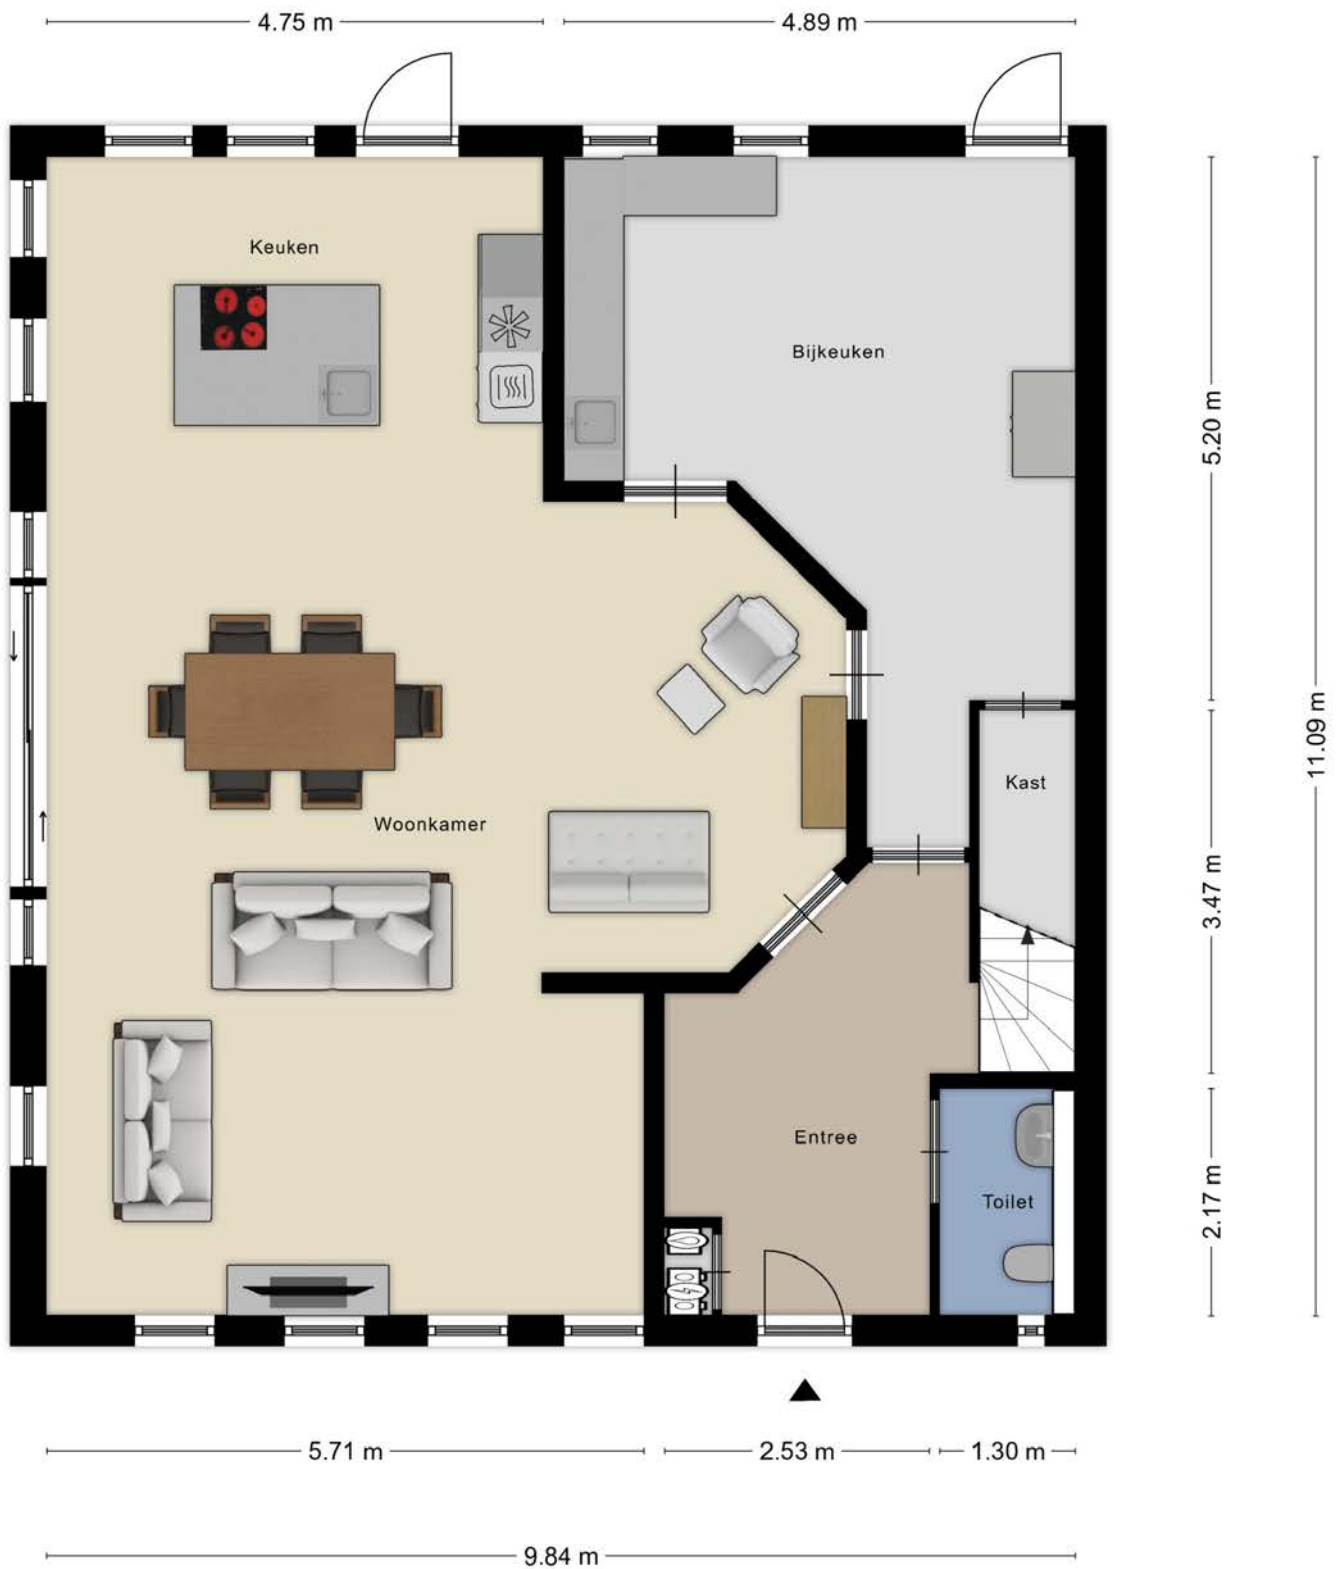 4.75 m
4.89 m
Keuken
Bijkeuken
5.20 m
11.09 m
Kast
Woonkamer
3.47 m
Entree
Toilet
2.17 m
5.71 m
2.53 m
1.30 m
9.84 m